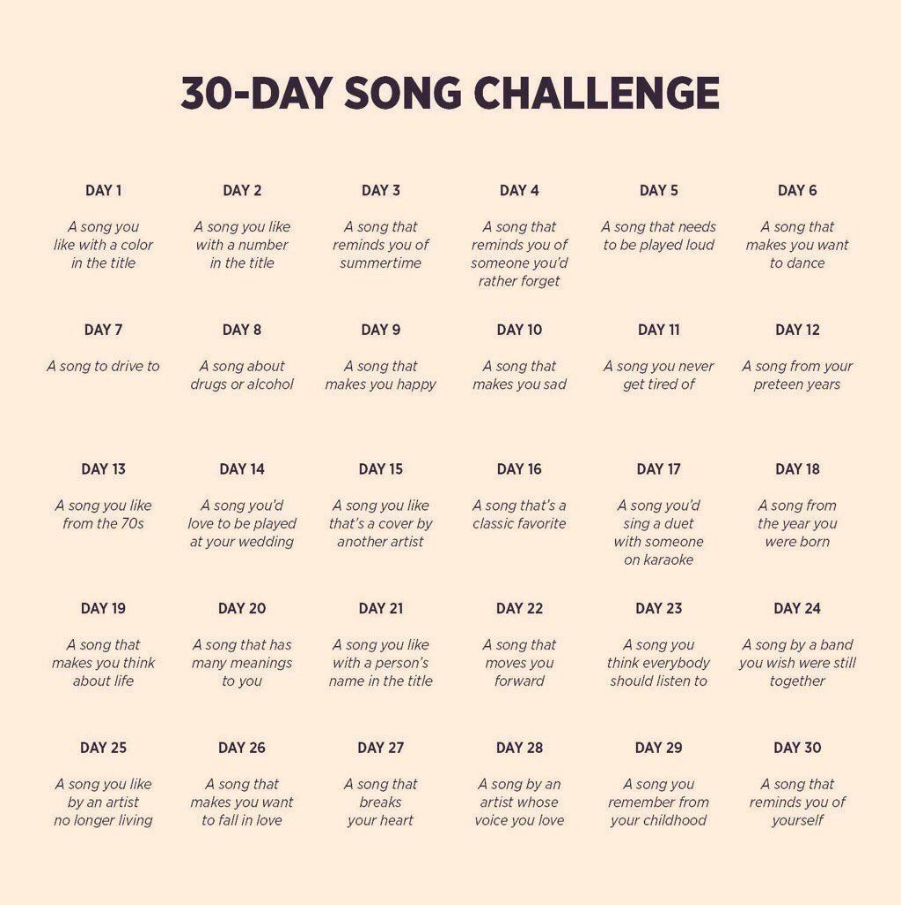 30-DAY SONG CHALLENGE
DAY 1
A song you
like with a color
in the title
DAY 2
A song you like
with a number
in the title
DAY 3
A song that
reminds you of
summertime
DAY 4
A song that
reminds you of
someone you'd
rather forget
DAY 5
A song that needs
to be played loud
DAY 6
A song that
makes you want
to dance
DAY 7
A song to drive to
DAY 8
A song about
drugs or alcohol
DAY 9
A song that
makes you happy
DAY 10
A song that
makes you sad
DAY 11
A song you never
get tired of
DAY 12
A song from your
preteen years
DAY 13
A song you like
from the 70s
DAY 14
A song you'd
love to be played
at your wedding
DAY 15
A song you like
that's a cover by
another artist
DAY 16
A song that's a
classic favorite
DAY 17
A song you'd
sing a duet
with someone
on karaoke
DAY 18
A song from
the year you
were born
DAY 19
A song that
makes you think
about life
DAY 20
A song that has
many meanings
to you
DAY 21
A song you like
with a person's
name in the title
DAY 22
A song that
moves you
forward
DAY 23
A song you
think everybody
should listen to
DAY 24
A song by a band
you wish were still
together
DAY 25
A song you like
by an artist
no longer living
DAY 26
A song that
makes you want
to fall in love
DAY 27
A song that
breaks
your heart
DAY 28
A song by an
artist whose
voice you love
DAY 29
A song you
remember from
your childhood
DAY 30
A song that
reminds you of
yourself